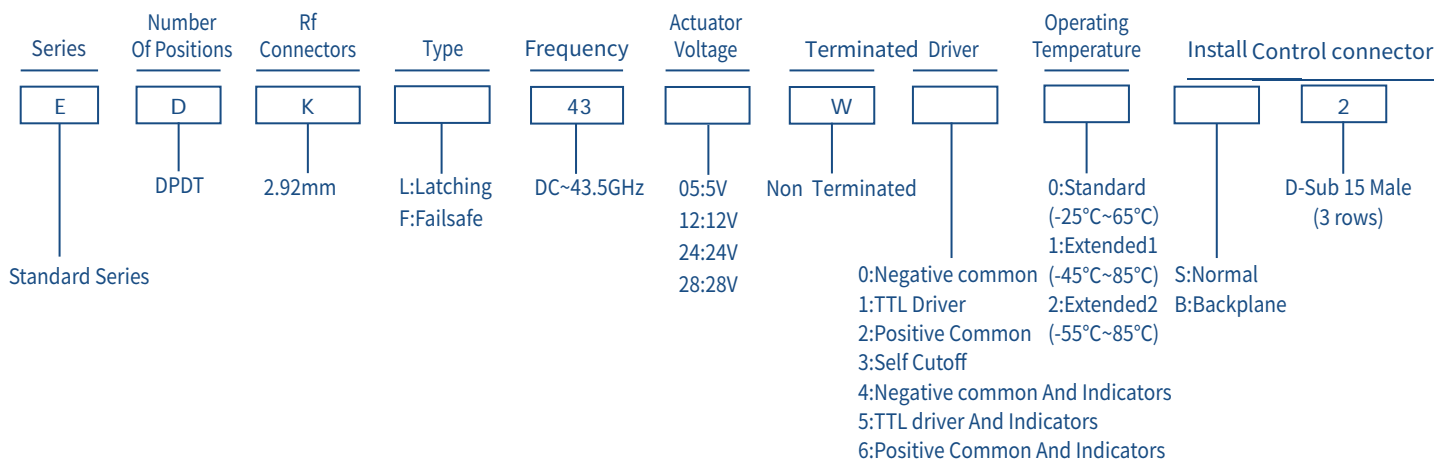 Series
Number
Of Positions
Rf
Connectors
Type
Frequency
Actuator
Voltage
Terminated
Driver
Operating
Temperature
Install
Control connector
E
D
K
43
W
2
Standard Series
DPDT
2.92mm
L:Latching
F:Failsafe
DC~43.5GHz
05:5V
12:12V
24:24V
28:28V
Non Terminated
0:Negative common
1:TTL Driver
2:Positive Common
3:Self Cutoff
4:Negative common And Indicators
5:TTL driver And Indicators
6:Positive Common And Indicators
0:Standard
(-25°C~65°C)
1:Extended1
(-45°C~85°C)
2:Extended2
(-55°C~85°C)
S:Normal
B:Backplane
D-Sub 15 Male
(3 rows)